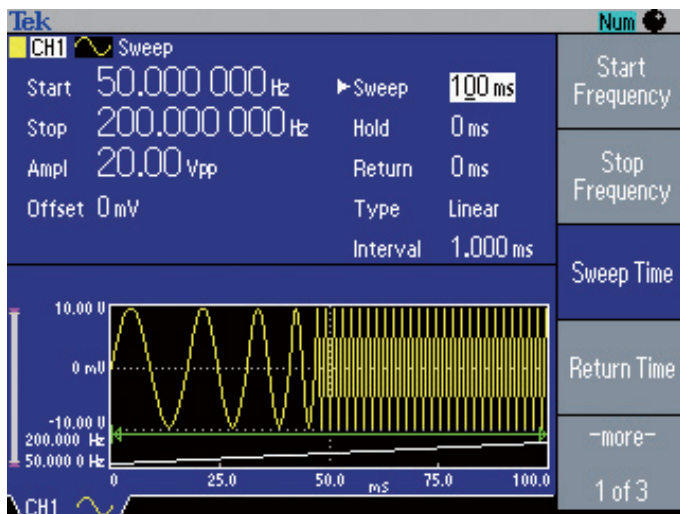 Tek
Num
CH1 Sweep
Start 50.000 000 Hz
Stop 200.000 000 Hz
Ampl 20.00 Vpp
Offset 0 mV
Sweep 100 ms
Hold 0 ms
Return 0 ms
Type Linear
Interval 1.000 ms
Start
Frequency
Stop
Frequency
Sweep Time
Return Time
-more-
1 of 3
10.00 V
0 mV
-10.00 V
200.000 Hz
50.000 0 Hz
0 25.0 50.0 ms 75.0 100.0
CH1